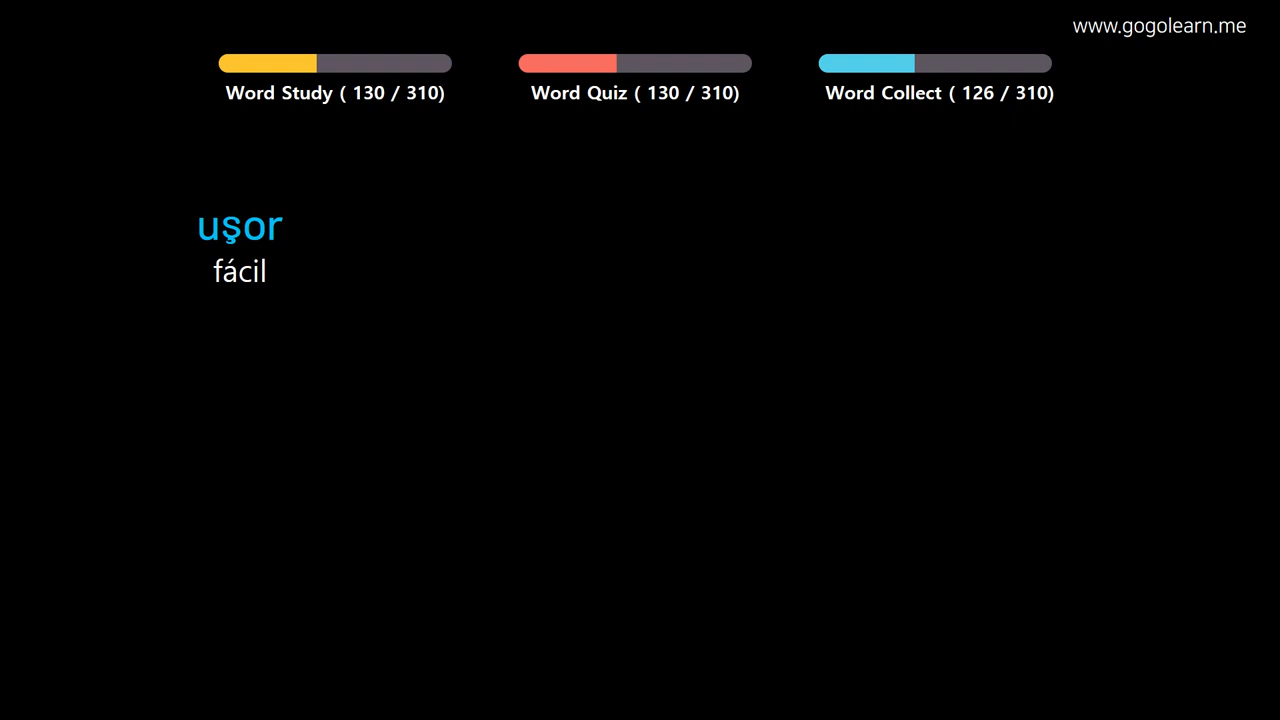 www.gogolearn.me
Word Study ( 130 / 310)
Word Quiz ( 130 / 310)
Word Collect ( 126 / 310)
uşor
fácil